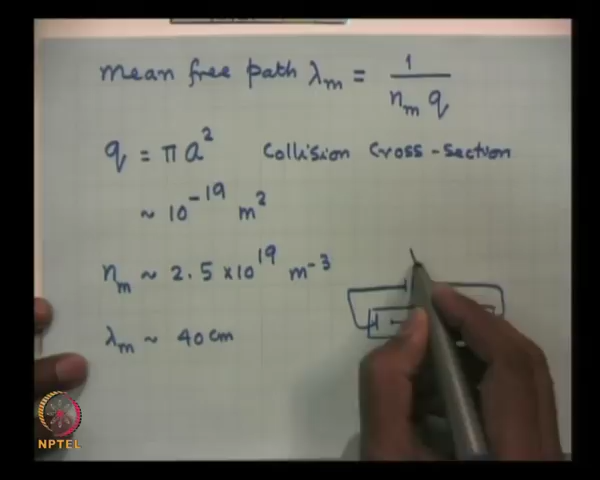 mean free path λm = 1 / nm q
q = πa² Collision Cross-section
~ 10⁻¹⁹ m²
nm ~ 2.5 × 10¹⁹ m⁻³
λm ~ 40 cm
NPTEL